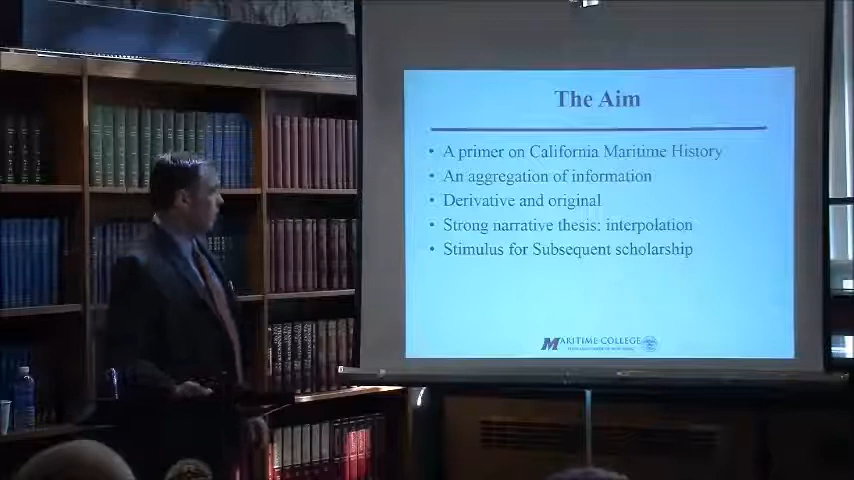 The Aim
• A primer on California Maritime History
• An aggregation of information
• Derivative and original
• Strong narrative thesis: interpolation
• Stimulus for Subsequent scholarship
MARITIME COLLEGE